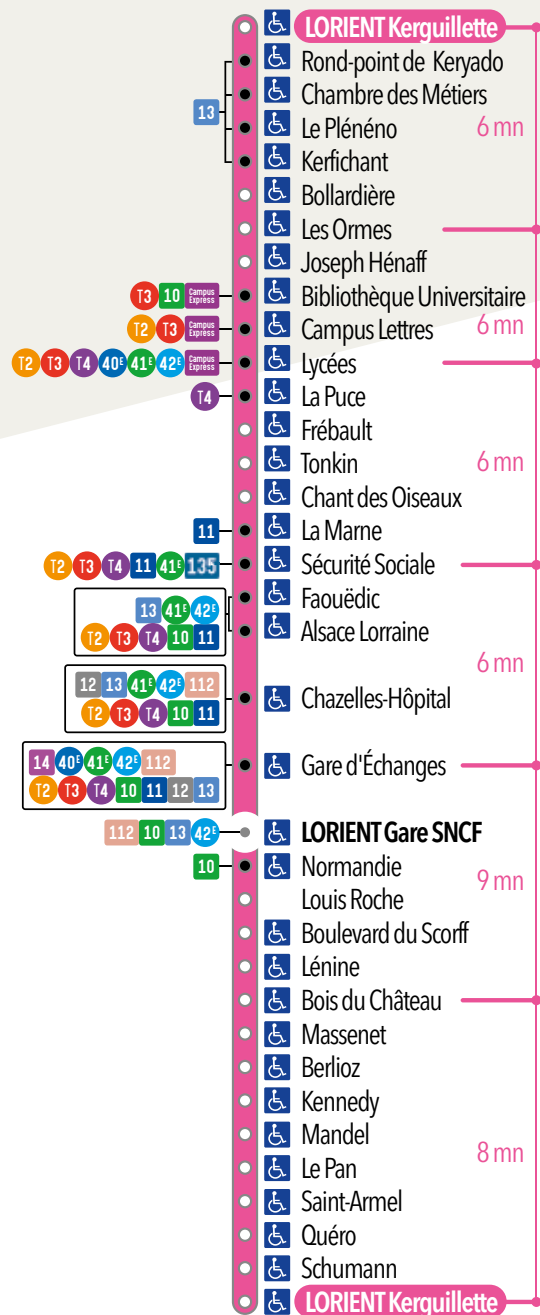 LORIENT Kerguillette
Rond-point de Keryado
Chambre des Métiers
13 Le Plénéno 6 mn
Kerfichant
Bollardière
Les Ormes
Joseph Hénaff
T3 10 Campus Express Bibliothèque Universitaire
T2 T3 Campus Express Campus Lettres 6 mn
T2 T3 T4 40E 41E 42E Campus Express Lycées
T4 La Puce
Frébault
Tonkin 6 mn
Chant des Oiseaux
11 La Marne
T2 T3 T4 11 41E 135 Sécurité Sociale
13 41E 42E Faouëdic
T2 T3 T4 10 11 Alsace Lorraine
6 mn
12 13 41E 42E 112
T2 T3 T4 10 11
Chazelles-Hôpital
14 40E 41E 42E 112
T2 T3 T4 10 11 12 13
Gare d'Échanges
112 10 13 42E LORIENT Gare SNCF
10 Normandie
9 mn
Louis Roche
Boulevard du Scorff
Lénine
Bois du Château
Massenet
Berlioz
Kennedy
Mandel
8 mn
Le Pan
Saint-Armel
Quéro
Schumann
LORIENT Kerguillette